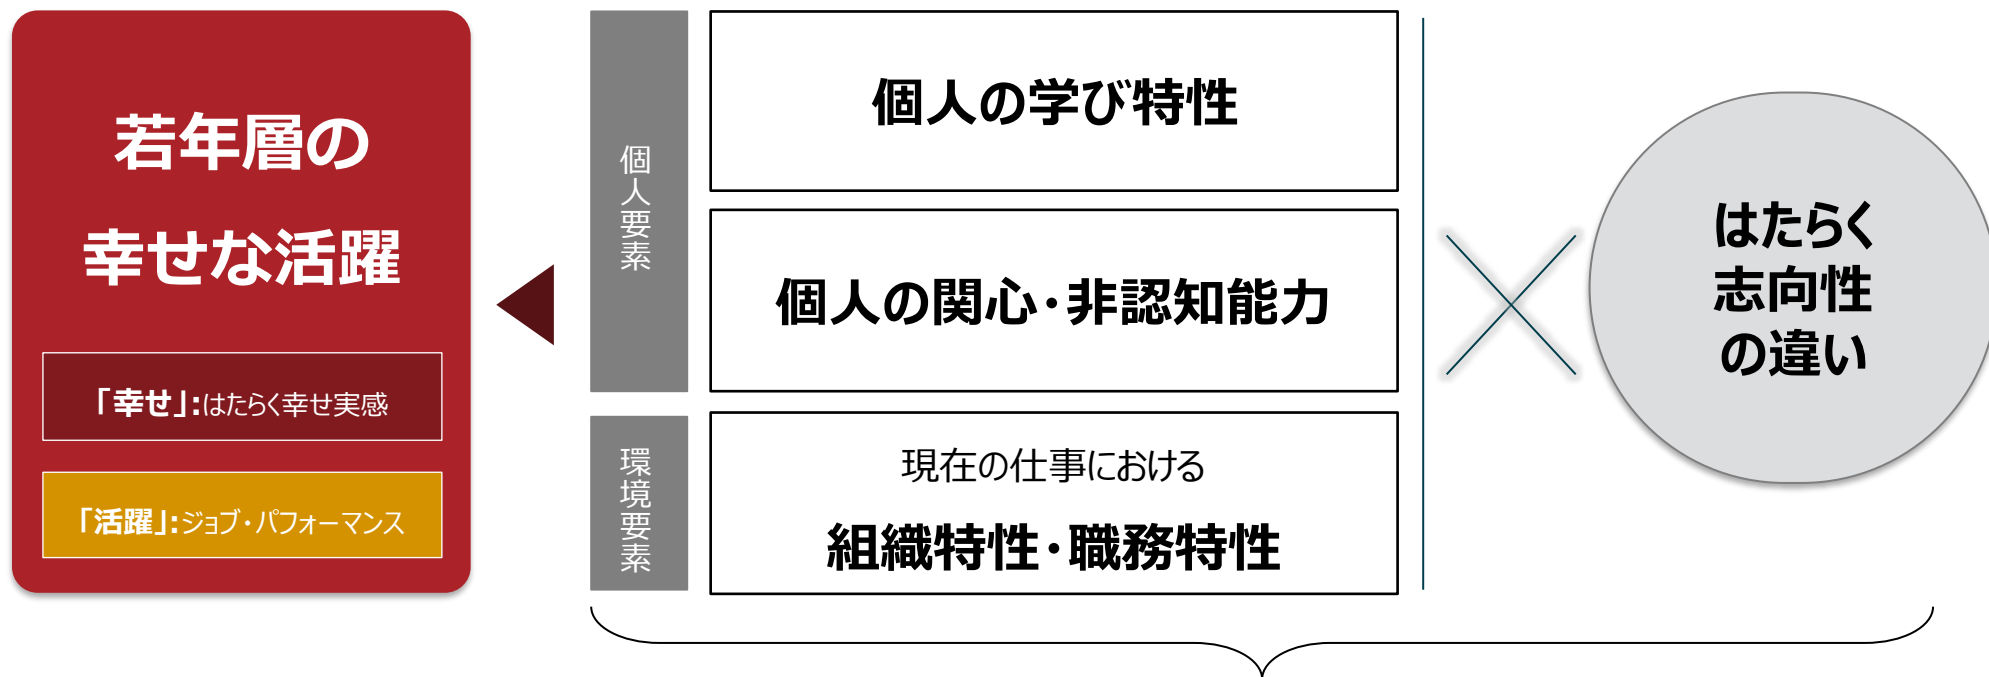 若年層の
幸せな活躍
「幸せ」:はたらく幸せ実感
「活躍」:ジョブ・パフォーマンス
個人要素
個人の学び特性
個人の関心・非認知能力
環境要素
現在の仕事における
組織特性・職務特性
はたらく
志向性
の違い